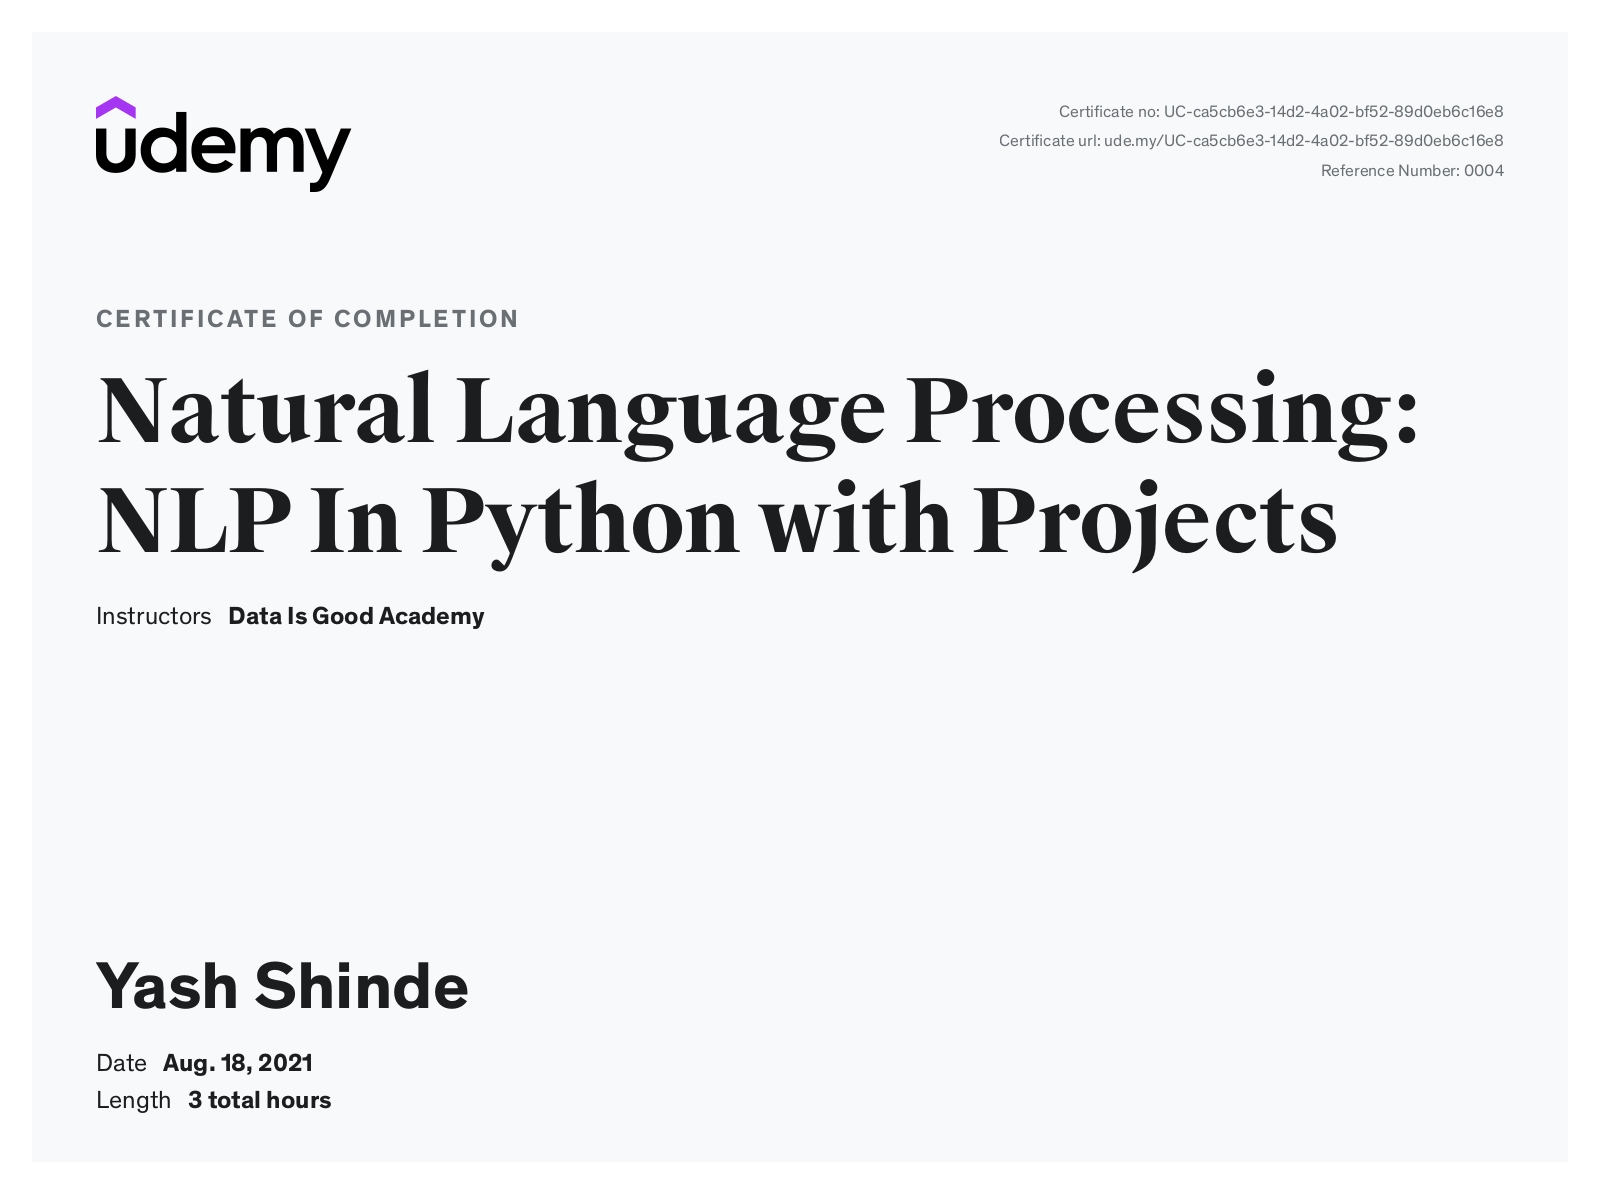 udemy
Certificate no: UC-ca5cb6e3-14d2-4a02-bf52-89d0eb6c16e8
Certificate url: ude.my/UC-ca5cb6e3-14d2-4a02-bf52-89d0eb6c16e8
Reference Number: 0004
CERTIFICATE OF COMPLETION
Natural Language Processing:
NLP In Python with Projects
Instructors Data Is Good Academy
Yash Shinde
Date Aug. 18, 2021
Length 3 total hours